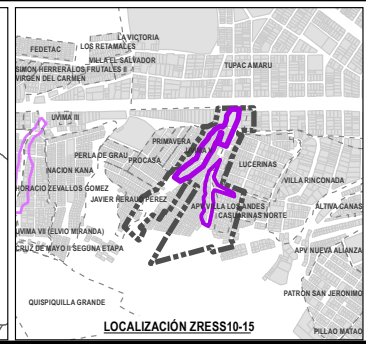 LA VICTORIA
FEDETAC
LOS RETAMALES
VILLA EL SALVADOR
SIMON HERRERA
LOS FRUTALES II
VIRGEN DEL CARMEN
TUPAC AMARU
UVIMA III
PRIMAVERA
PERLA DE GRAU
PROCASA
LUCERINAS
NACION KANA
VILLA RINCONADA
HORACIO ZEVALLOS GOMEZ
JAVIER HERAUD PEREZ
APV VILLA LOS ANDES
ALTIVA CANAS
CASUARINAS NORTE
UVIMA VII (ELVIO MIRANDA)
CRUZ DE MAYO II SEGUNA ETAPA
APV NUEVA ALIANZA
PATRON SAN JERONIMO
QUISPIQUILLA GRANDE
LOCALIZACIÓN ZRESS10-15
PILLAO MATAO